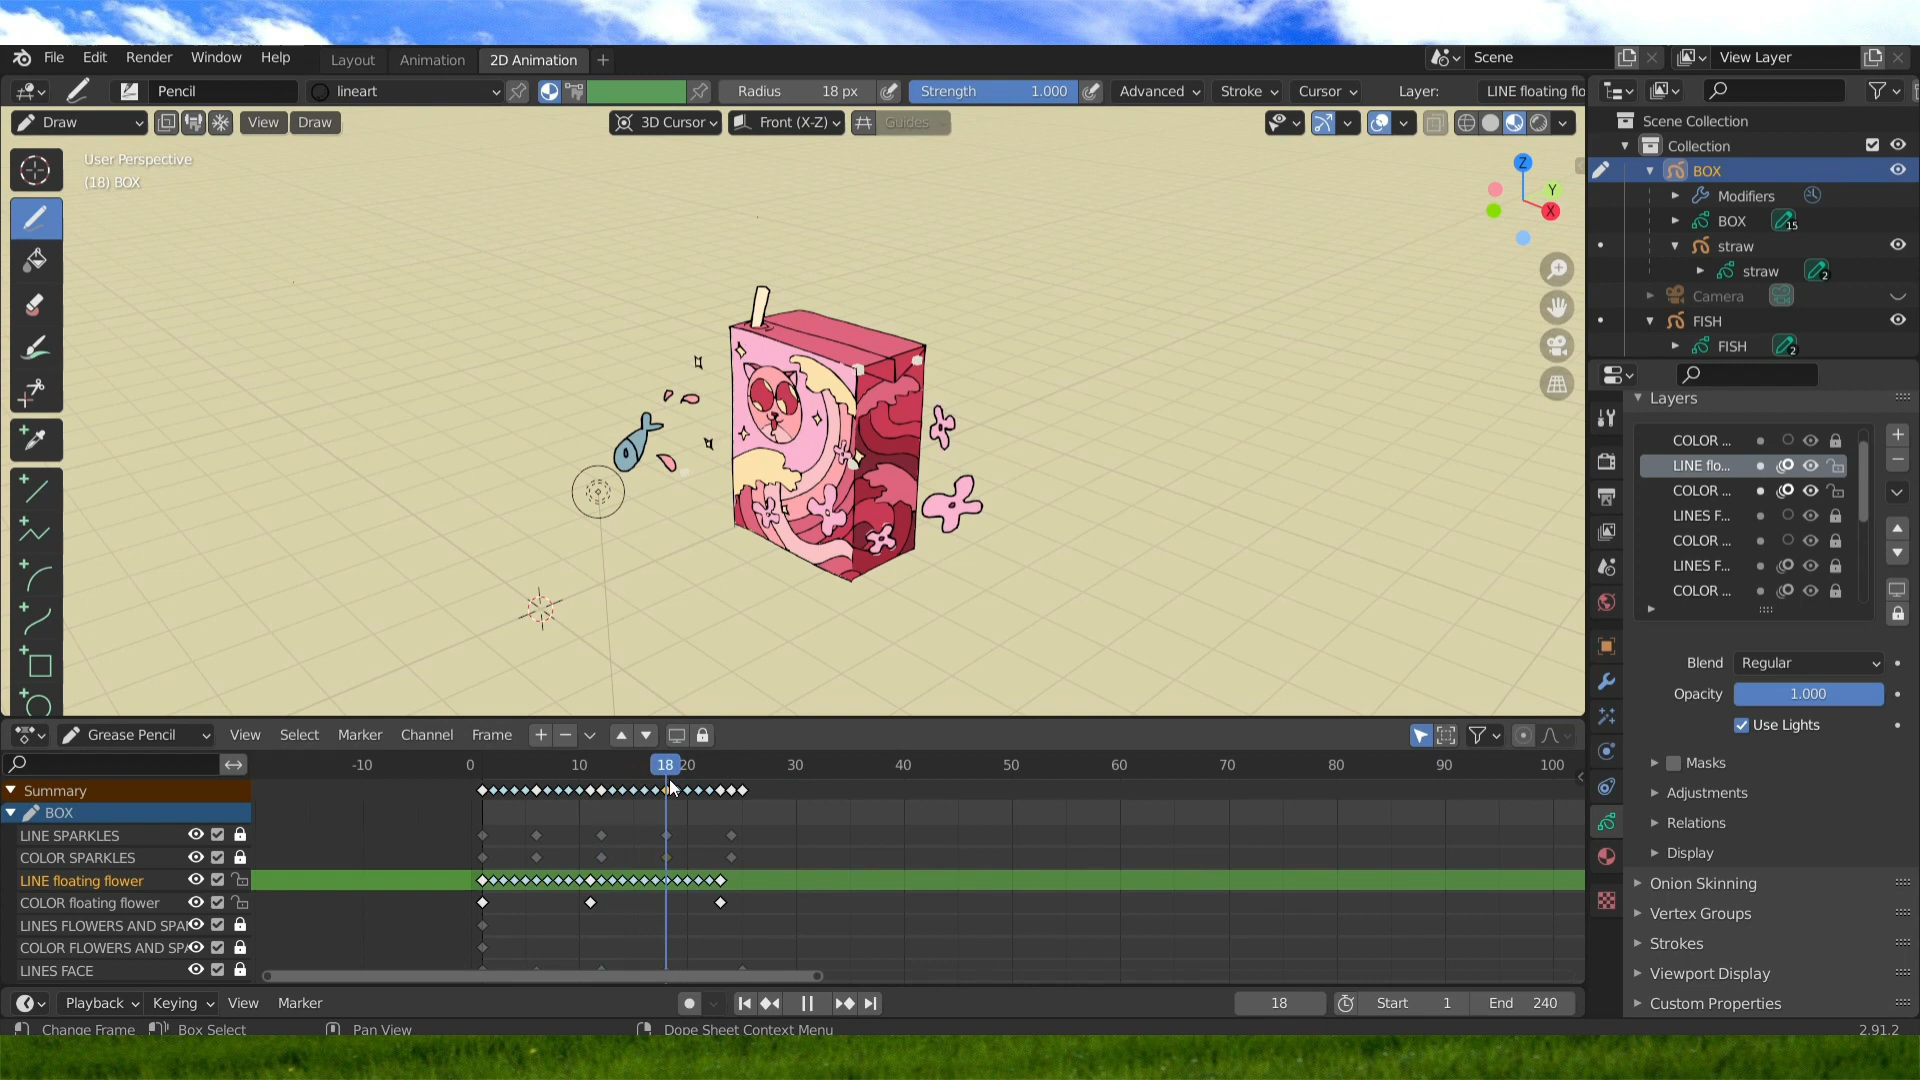 File Edit Render Window Help Layout Animation 2D Animation + Scene View Layer
Pencil lineart Radius 18 px Strength 1.000 Advanced Stroke Cursor Layer: LINE floating flo
Draw View Draw 3D Cursor Front (X-Z) Guides
User Perspective
(18) BOX
Z
Y
X
Scene Collection
Collection
BOX
Modifiers
BOX 15
straw
straw 2
Camera
FISH
FISH 2
Layers
COLOR ...
LINE flo...
COLOR ...
LINES F...
COLOR ...
LINES F...
COLOR ...
Blend Regular
Opacity 1.000
Use Lights
Masks
Adjustments
Relations
Display
Onion Skinning
Vertex Groups
Strokes
Viewport Display
Custom Properties
Grease Pencil View Select Marker Channel Frame
-10 0 10 18 20 30 40 50 60 70 80 90 100
Summary
BOX
LINE SPARKLES
COLOR SPARKLES
LINE floating flower
COLOR floating flower
LINES FLOWERS AND SPA
COLOR FLOWERS AND SPA
LINES FACE
Playback Keying View Marker 18 Start 1 End 240
Change Frame Box Select Pan View Dope Sheet Context Menu 2.91.2